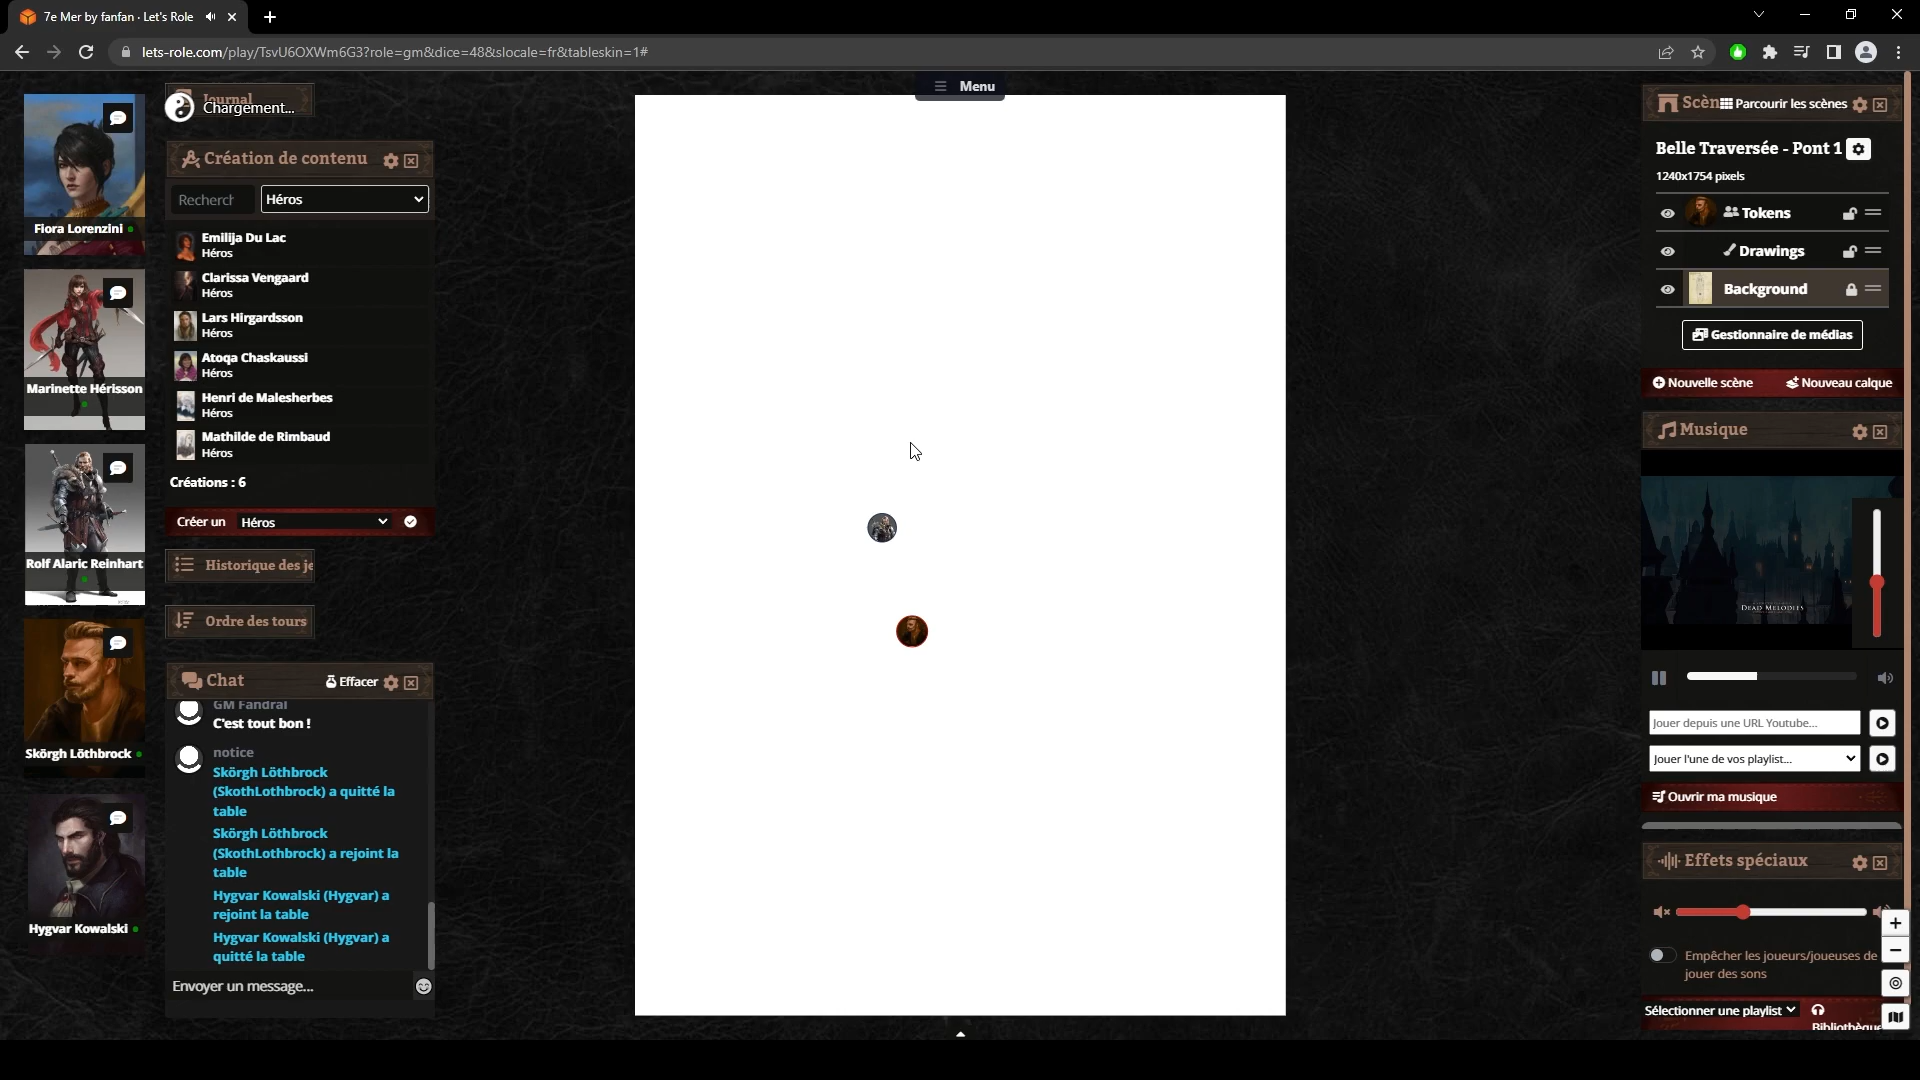 7e Mer by fanfan · Let's Role
lets-role.com/play/TsvU6OXWm6G3?role=gm&dice=48&slocale=fr&tableskin=1#
Menu
Journal
Chargement...
Fiora Lorenzini
Marinette Hérisson
Rolf Alaric Reinhart
Skörgh Löthbrock
Hygvar Kowalski
Création de contenu
Recherch
Héros
Emilija Du Lac
Héros
Clarissa Vengaard
Héros
Lars Hirgardsson
Héros
Atoqa Chaskaussi
Héros
Henri de Malesherbes
Héros
Mathilde de Rimbaud
Héros
Créations : 6
Créer un Héros
Historique des je
Ordre des tours
Chat
Effacer
GM Fandral
C'est tout bon !
notice
Skörgh Löthbrock
(SkothLothbrock) a quitté la
table
Skörgh Löthbrock
(SkothLothbrock) a rejoint la
table
Hygvar Kowalski (Hygvar) a
rejoint la table
Hygvar Kowalski (Hygvar) a
quitté la table
Envoyer un message...
Scèn
Parcourir les scènes
Belle Traversée - Pont 1
1240x1754 pixels
Tokens
Drawings
Background
Gestionnaire de médias
Nouvelle scène
Nouveau calque
Musique
DEAD MELODIES
Jouer depuis une URL Youtube...
Jouer l'une de vos playlist...
Ouvrir ma musique
Effets spéciaux
Empêcher les joueurs/joueuses de
jouer des sons
Sélectionner une playlist
Bibliothèque